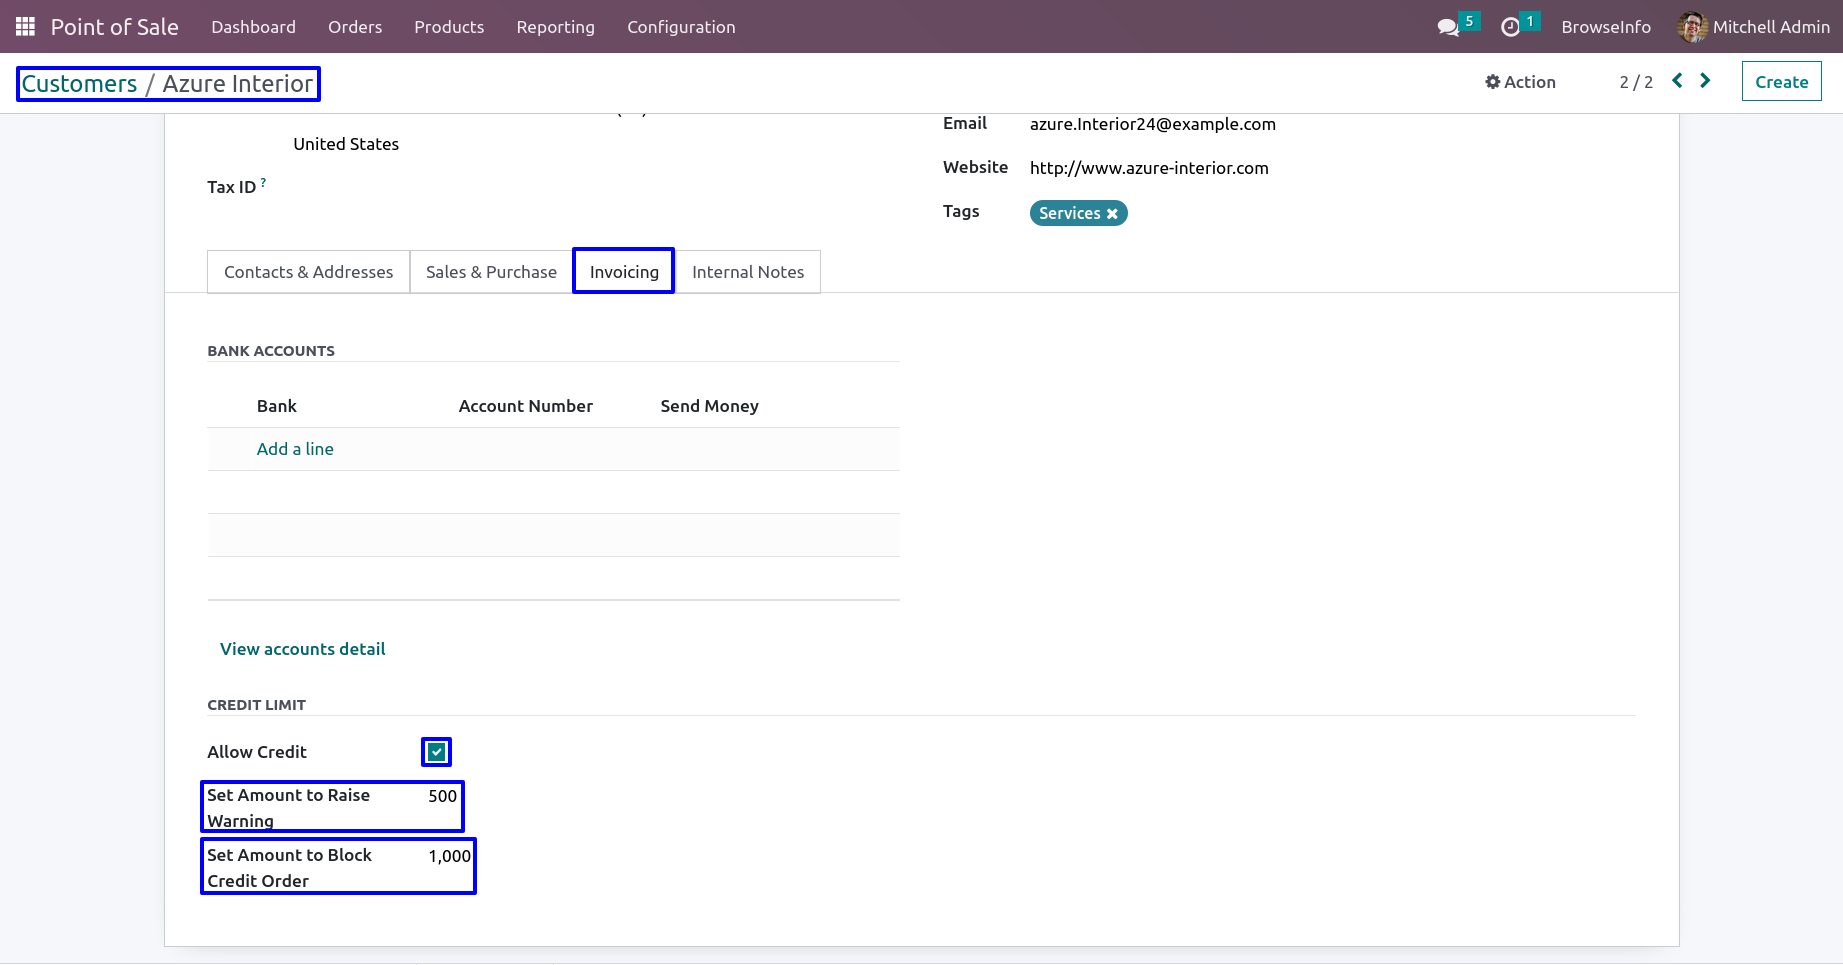 Point of Sale Dashboard Orders Products Reporting Configuration 5 1 BrowseInfo Mitchell Admin
Customers / Azure Interior Action 2 / 2 Create
Email azure.Interior24@example.com
United States
Website http://www.azure-interior.com
Tax ID ?
Tags Services
Contacts & Addresses Sales & Purchase Invoicing Internal Notes
BANK ACCOUNTS
Bank Account Number Send Money
Add a line
View accounts detail
CREDIT LIMIT
Allow Credit
Set Amount to Raise 500
Warning
Set Amount to Block 1,000
Credit Order